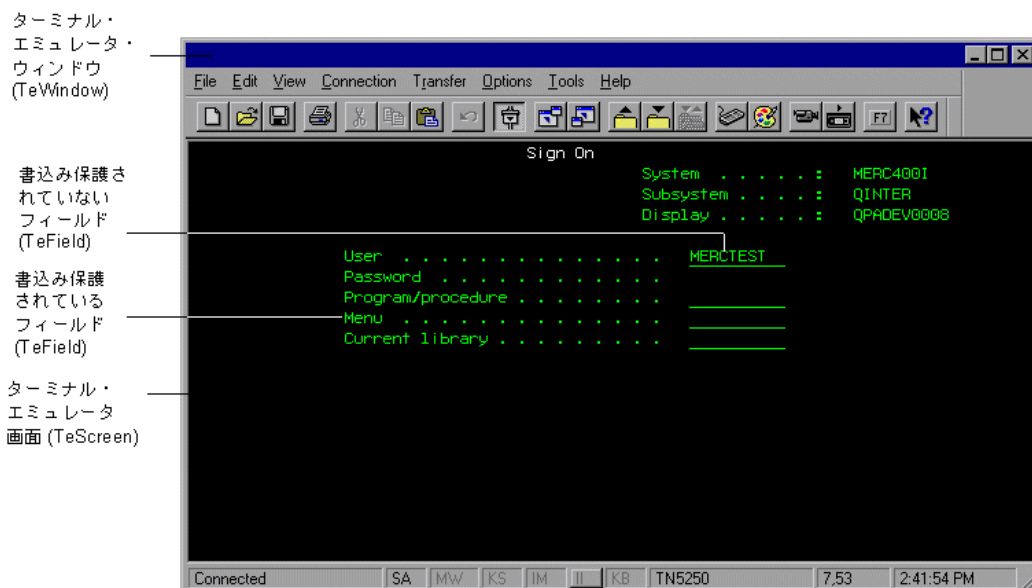 ターミナル・
エミュレータ・
ウィンドウ
(TeWindow)
File Edit View Connection Transfer Options Tools Help
F7
Sign On
System . . . . . : MERC400I
Subsystem . . . . : QINTER
Display . . . . . : QPADEV0008
書込み保護さ
れていない
フィールド
(TeField)
User . . . . . . . . . . . . . . MERCTEST
Password . . . . . . . . . . . .
Program/procedure . . . . . . . . .
Menu . . . . . . . . . . . . . .
Current library . . . . . . . . . .
書込み保護
されている
フィールド
(TeField)
ターミナル・
エミュレータ
画面 (TeScreen)
Connected SA MW KS IM II KB TN5250 7,53 2:41:54 PM